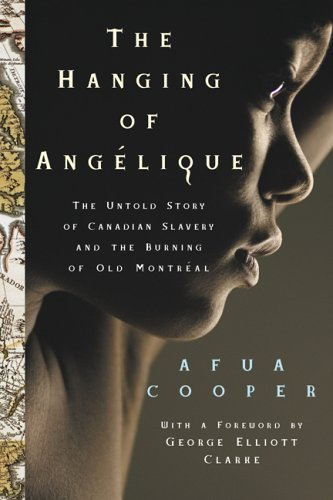 THE
HANGING
OF
ANGÉLIQUE
THE UNTOLD STORY
OF CANADIAN SLAVERY
AND THE BURNING
OF OLD MONTRÉAL
AFUA
COOPER
WITH A FOREWORD BY
GEORGE ELLIOTT
CLARKE